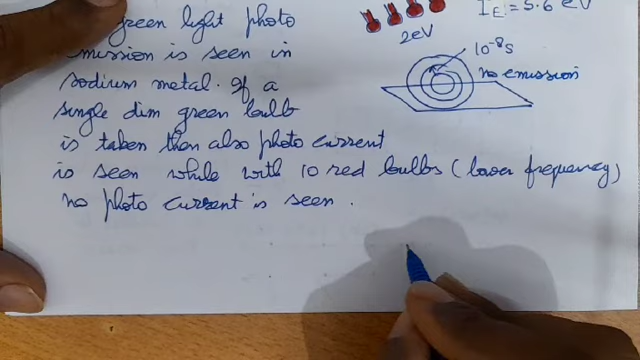 green light photo
mission is seen in
sodium metal. If a
single dim green bulb
is taken then also photo current
is seen while with 10 red bulbs (lower frequency)
no photo current is seen.
I_E = 5.6 eV
2eV
10⁻⁸s
no emission